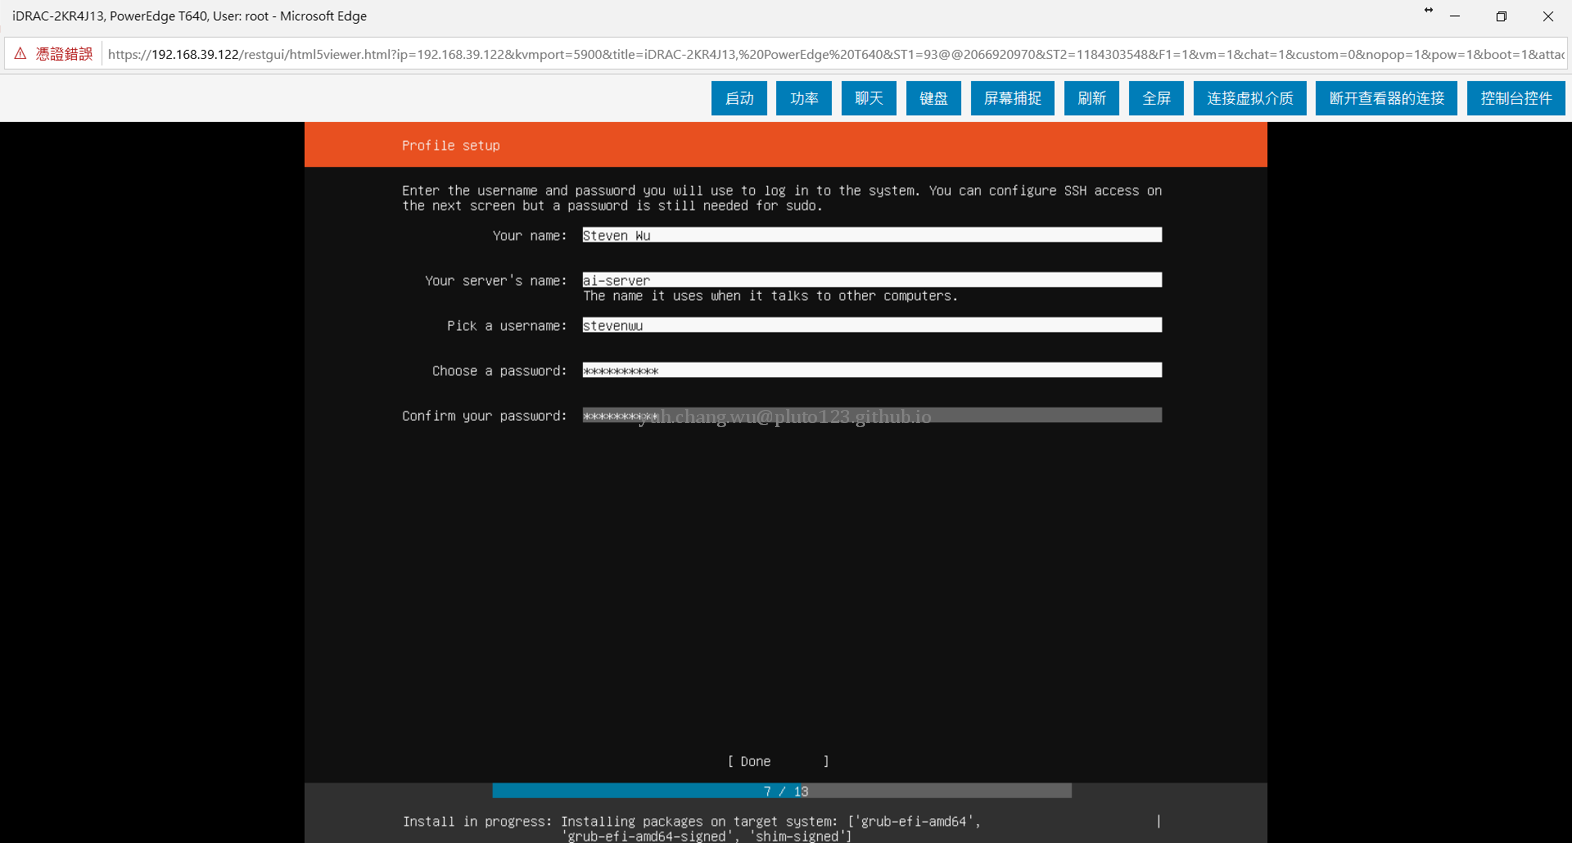 iDRAC-2KR4J13, PowerEdge T640, User: root - Microsoft Edge
憑證錯誤 https://192.168.39.122/restgui/html5viewer.html?ip=192.168.39.122&kvmport=5900&title=iDRAC-2KR4J13,%20PowerEdge%20T640&ST1=93@@2066920970&ST2=1184303548&F1=1&vm=1&chat=1&custom=0&nopop=1&pow=1&boot=1&attac
启动 功率 聊天 键盘 屏幕捕捉 刷新 全屏 连接虚拟介质 断开查看器的连接 控制台控件
Profile setup
Enter the username and password you will use to log in to the system. You can configure SSH access on
the next screen but a password is still needed for sudo.
Your name: Steven Wu
Your server's name: ai-server
The name it uses when it talks to other computers.
Pick a username: stevenwu
Choose a password: **********
Confirm your password: **********
yuh.chang.wu@pluto123.github.io
[ Done ]
7 / 13
Install in progress: Installing packages on target system: ['grub-efi-amd64', |
'grub-efi-amd64-signed', 'shim-signed']